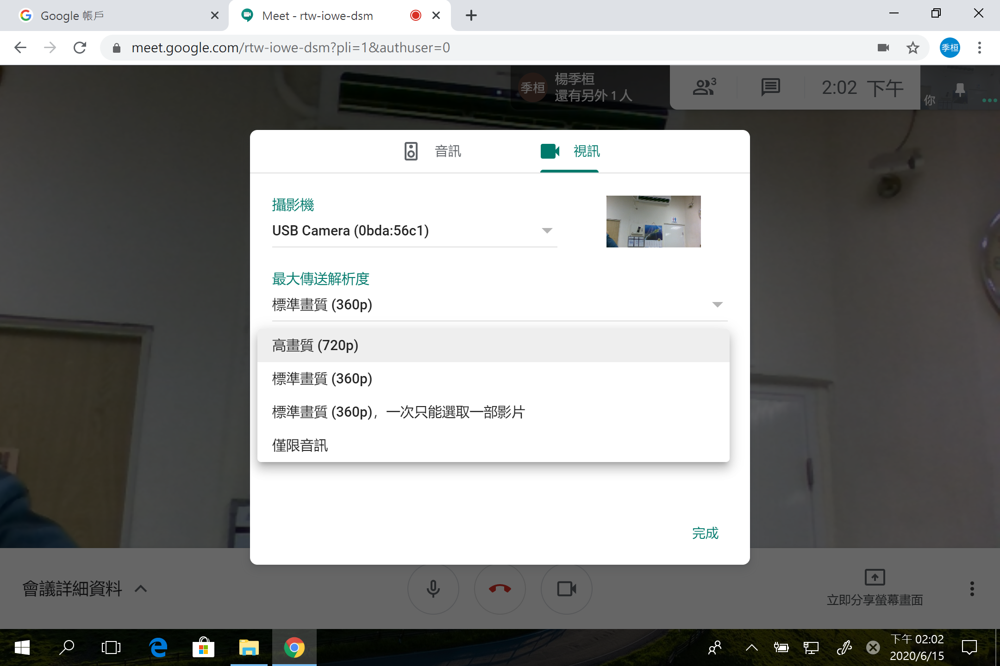 Google 帳戶
Meet - rtw-iowe-dsm
meet.google.com/rtw-iowe-dsm?pli=1&authuser=0
季桓
季桓
楊季桓
還有另外 1 人
3
2:02 下午
你
音訊
視訊
攝影機
USB Camera (0bda:56c1)
最大傳送解析度
標準畫質 (360p)
高畫質 (720p)
標準畫質 (360p)
標準畫質 (360p)，一次只能選取一部影片
僅限音訊
完成
會議詳細資料
立即分享螢幕畫面
下午 02:02
2020/6/15